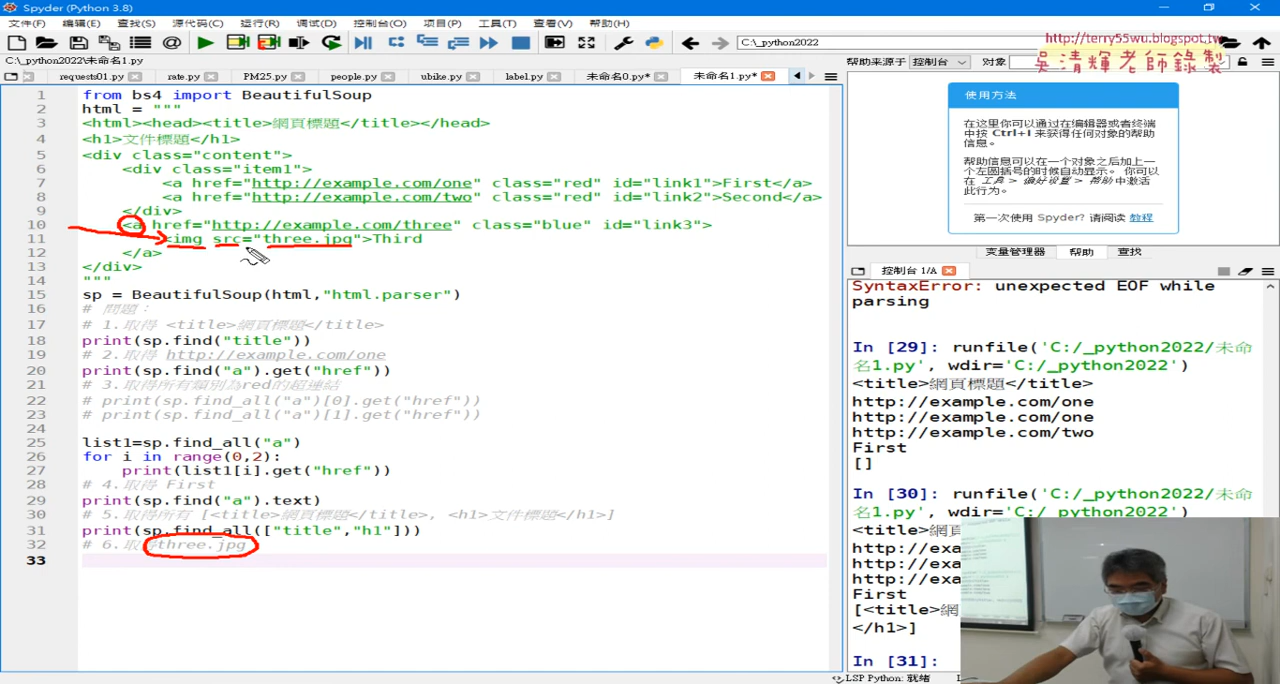 Spyder (Python 3.8)
文件(F) 编辑(E) 查找(S) 源代码(C) 运行(R) 调试(D) 控制台(O) 项目(P) 工具(T) 查看(V) 帮助(H)
C:\_python2022
http://terry55wu.blogspot.tw
吳清輝老師錄製
C:\_python2022\未命名1.py
requests01.py rate.py PM25.py people.py ubike.py label.py 未命名0.py* 未命名1.py*
帮助来源于 控制台 对象
1 from bs4 import BeautifulSoup
2 html = """
3 <html><head><title>網頁標題</title></head>
4 <h1>文件標題</h1>
5 <div class="content">
6 <div class="item1">
7 <a href="http://example.com/one" class="red" id="link1">First</a>
8 <a href="http://example.com/two" class="red" id="link2">Second</a>
9 </div>
10 <a href="http://example.com/three" class="blue" id="link3">
11 <img src="three.jpg">Third
12 </a>
13 </div>
14 """
15 sp = BeautifulSoup(html,"html.parser")
16 # 問題：
17 # 1.取得 <title>網頁標題</title>
18 print(sp.find("title"))
19 # 2.取得 http://example.com/one
20 print(sp.find("a").get("href"))
21 # 3.取得所有類別為red的超連結
22 # print(sp.find_all("a")[0].get("href"))
23 # print(sp.find_all("a")[1].get("href"))
24
25 list1=sp.find_all("a")
26 for i in range(0,2):
27 print(list1[i].get("href"))
28 # 4.取得 First
29 print(sp.find("a").text)
30 # 5.取得所有 [<title>網頁標題</title>, <h1>文件標題</h1>]
31 print(sp.find_all(["title","h1"]))
32 # 6.取得three.jpg
33
使用方法
在这里你可以通过在编辑器或者终端
中按 Ctrl+I 来获得任何对象的帮助
信息。
帮助信息可以在一个对象之后加上一
个左圆括号的时候自动显示。 你可以
在 工具 > 偏好设置 > 帮助 中激活
此行为。
第一次使用 Spyder? 请阅读 教程
变量管理器 帮助 查找
控制台 1/A
SyntaxError: unexpected EOF while
parsing
In [29]: runfile('C:/_python2022/未命
名1.py', wdir='C:/_python2022')
<title>網頁標題</title>
http://example.com/one
http://example.com/one
http://example.com/two
First
[]
In [30]: runfile('C:/_python2022/未命
名1.py', wdir='C:/_python2022')
<title>網頁
http://exa
http://exa
http://exa
First
[<title>網
</h1>]
In [31]:
LSP Python: 就绪